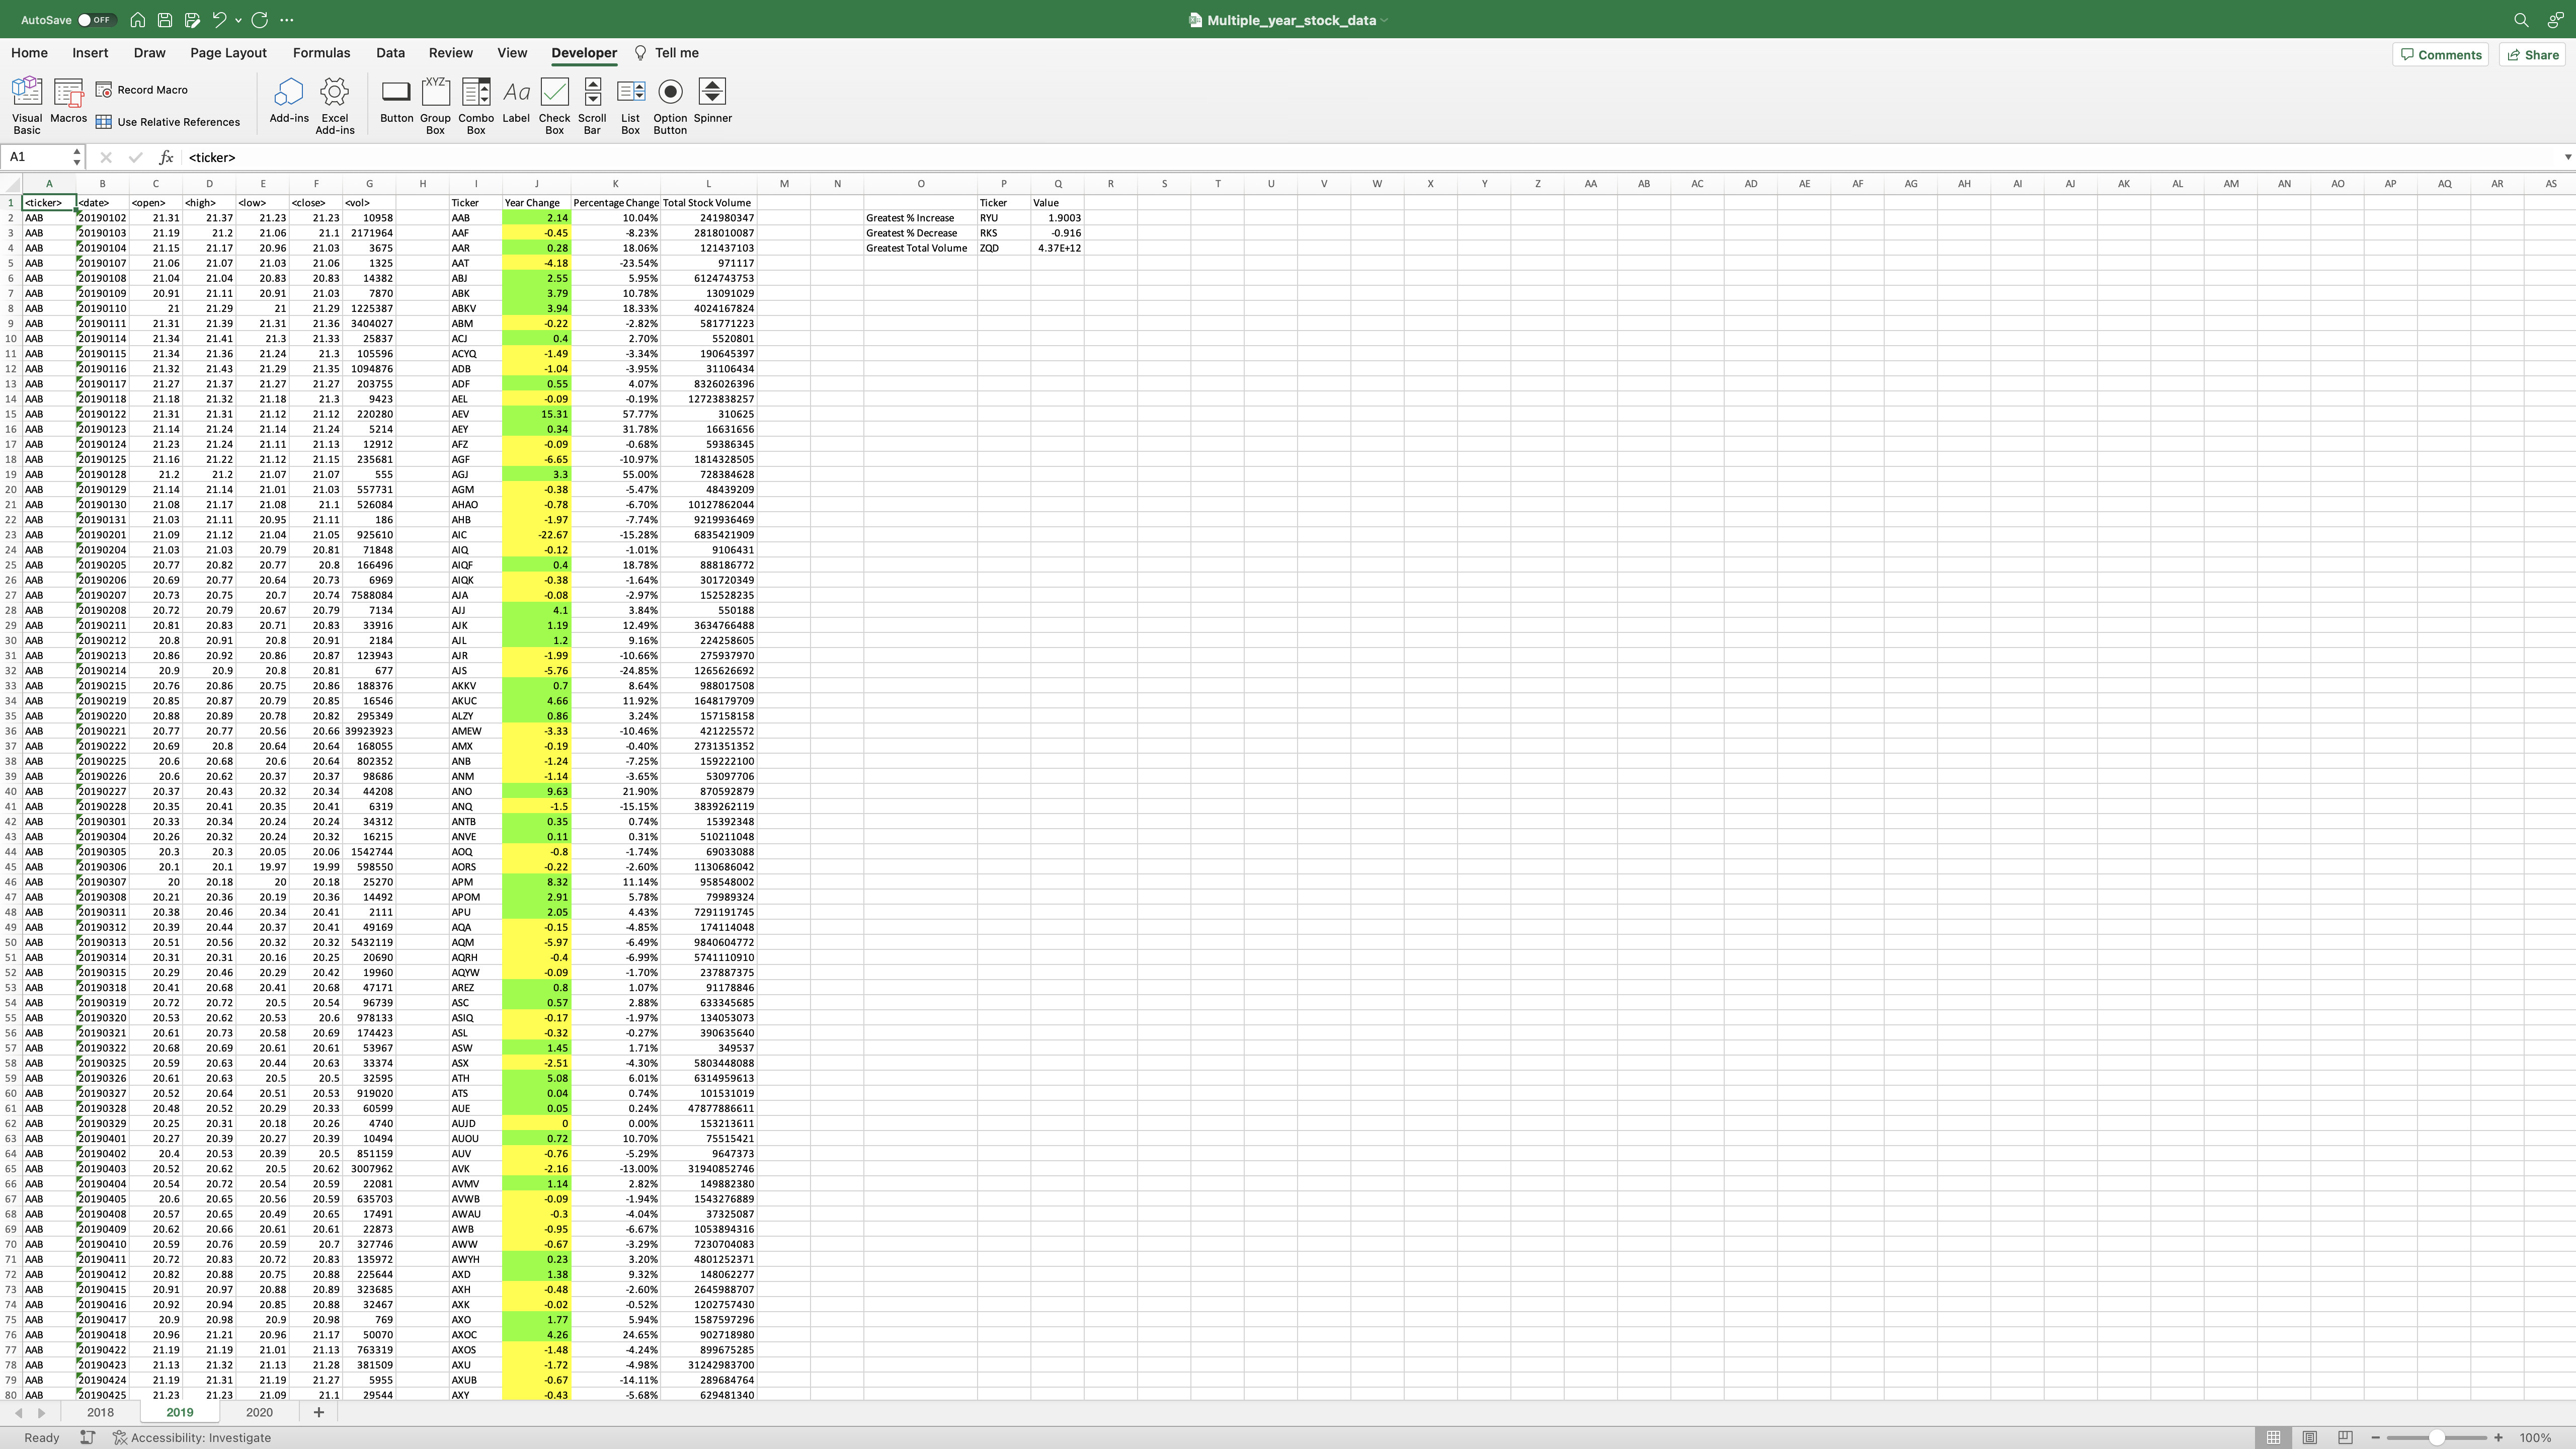 AutoSave OFF Multiple_year_stock_data
Home Insert Draw Page Layout Formulas Data Review View Developer Tell me Comments Share
Visual Basic Macros Record Macro Use Relative References Add-ins Excel Add-ins Button Group Box Combo Box Label Check Box Scroll Bar List Box Option Button Spinner
A1 fx <ticker>
A B C D E F G H I J K L M N O P Q R S T U V W X Y Z AA AB AC AD AE AF AG AH AI AJ AK AL AM AN AO AP AQ AR AS
1 <ticker> <date> <open> <high> <low> <close> <vol> Ticker Year Change Percentage Change Total Stock Volume Ticker Value
2 AAB 20190102 21.31 21.37 21.23 21.23 10958 AAB 2.14 10.04% 241980347 Greatest % Increase RYU 1.9003
3 AAB 20190103 21.19 21.2 21.06 21.1 2171964 AAF -0.45 -8.23% 2818010087 Greatest % Decrease RKS -0.916
4 AAB 20190104 21.15 21.17 20.96 21.03 3675 AAR 0.28 18.06% 121437103 Greatest Total Volume ZQD 4.37E+12
5 AAB 20190107 21.06 21.07 21.03 21.06 1325 AAT -4.18 -23.54% 971117
6 AAB 20190108 21.04 21.04 20.83 20.83 14382 ABJ 2.55 5.95% 6124743753
7 AAB 20190109 20.91 21.11 20.91 21.03 7870 ABK 3.79 10.78% 13091029
8 AAB 20190110 21 21.29 21 21.29 1225387 ABKV 3.94 18.33% 4024167824
9 AAB 20190111 21.31 21.39 21.31 21.36 3404027 ABM -0.22 -2.82% 581771223
10 AAB 20190114 21.34 21.41 21.3 21.33 25837 ACJ 0.4 2.70% 5520801
11 AAB 20190115 21.34 21.36 21.24 21.3 105596 ACYQ -1.49 -3.34% 190645397
12 AAB 20190116 21.32 21.43 21.29 21.35 1094876 ADB -1.04 -3.95% 31106434
13 AAB 20190117 21.27 21.37 21.27 21.27 203755 ADF 0.55 4.07% 8326026396
14 AAB 20190118 21.18 21.32 21.18 21.3 9423 AEL -0.09 -0.19% 12723838257
15 AAB 20190122 21.31 21.31 21.12 21.12 220280 AEV 15.31 57.77% 310625
16 AAB 20190123 21.14 21.24 21.14 21.24 5214 AEY 0.34 31.78% 16631656
17 AAB 20190124 21.23 21.24 21.11 21.13 12912 AFZ -0.09 -0.68% 59386345
18 AAB 20190125 21.16 21.22 21.12 21.15 235681 AGF -6.65 -10.97% 1814328505
19 AAB 20190128 21.2 21.2 21.07 21.07 555 AGJ 3.3 55.00% 728384628
20 AAB 20190129 21.14 21.14 21.01 21.03 557731 AGM -0.38 -5.47% 48439209
21 AAB 20190130 21.08 21.17 21.08 21.1 526084 AHAO -0.78 -6.70% 10127862044
22 AAB 20190131 21.03 21.11 20.95 21.11 186 AHB -1.97 -7.74% 9219936469
23 AAB 20190201 21.09 21.12 21.04 21.05 925610 AIC -22.67 -15.28% 6835421909
24 AAB 20190204 21.03 21.03 20.79 20.81 71848 AIQ -0.12 -1.01% 9106431
25 AAB 20190205 20.77 20.82 20.77 20.8 166496 AIQF 0.4 18.78% 888186772
26 AAB 20190206 20.69 20.77 20.64 20.73 6969 AIQK -0.38 -1.64% 301720349
27 AAB 20190207 20.73 20.75 20.7 20.74 7588084 AJA -0.08 -2.97% 152528235
28 AAB 20190208 20.72 20.79 20.67 20.79 7134 AJJ 4.1 3.84% 550188
29 AAB 20190211 20.81 20.83 20.71 20.83 33916 AJK 1.19 12.49% 3634766488
30 AAB 20190212 20.8 20.91 20.8 20.91 2184 AJL 1.2 9.16% 224258605
31 AAB 20190213 20.86 20.92 20.86 20.87 123943 AJR -1.99 -10.66% 275937970
32 AAB 20190214 20.9 20.9 20.8 20.81 677 AJS -5.76 -24.85% 1265626692
33 AAB 20190215 20.76 20.86 20.75 20.86 188376 AKKV 0.7 8.64% 988017508
34 AAB 20190219 20.85 20.87 20.79 20.85 16546 AKUC 4.66 11.92% 1648179709
35 AAB 20190220 20.88 20.89 20.78 20.82 295349 ALZY 0.86 3.24% 157158158
36 AAB 20190221 20.77 20.77 20.56 20.66 39923923 AMEW -3.33 -10.46% 421225572
37 AAB 20190222 20.69 20.8 20.64 20.64 168055 AMX -0.19 -0.40% 2731351352
38 AAB 20190225 20.6 20.68 20.6 20.64 802352 ANB -1.24 -7.25% 159222100
39 AAB 20190226 20.6 20.62 20.37 20.37 98686 ANM -1.14 -3.65% 53097706
40 AAB 20190227 20.37 20.43 20.32 20.34 44208 ANO 9.63 21.90% 870592879
41 AAB 20190228 20.35 20.41 20.35 20.41 6319 ANQ -1.5 -15.15% 3839262119
42 AAB 20190301 20.33 20.34 20.24 20.24 34312 ANTB 0.35 0.74% 15392348
43 AAB 20190304 20.26 20.32 20.24 20.32 16215 ANVE 0.11 0.31% 510211048
44 AAB 20190305 20.3 20.3 20.05 20.06 1542744 AOQ -0.8 -1.74% 69033088
45 AAB 20190306 20.1 20.1 19.97 19.99 598550 AORS -0.22 -2.60% 1130686042
46 AAB 20190307 20 20.18 20 20.18 25270 APM 8.32 11.14% 958548002
47 AAB 20190308 20.21 20.36 20.19 20.36 14492 APOM 2.91 5.78% 79989324
48 AAB 20190311 20.38 20.46 20.34 20.41 2111 APU 2.05 4.43% 7291191745
49 AAB 20190312 20.39 20.44 20.37 20.41 49169 AQA -0.15 -4.85% 174114048
50 AAB 20190313 20.51 20.56 20.32 20.32 5432119 AQM -5.97 -6.49% 9840604772
51 AAB 20190314 20.31 20.31 20.16 20.25 20690 AQRH -0.4 -6.99% 5741110910
52 AAB 20190315 20.29 20.46 20.29 20.42 19960 AQYW -0.09 -1.70% 237887375
53 AAB 20190318 20.41 20.68 20.41 20.68 47171 AREZ 0.8 1.07% 91178846
54 AAB 20190319 20.72 20.72 20.5 20.54 96739 ASC 0.57 2.88% 633345685
55 AAB 20190320 20.53 20.62 20.53 20.6 978133 ASIQ -0.17 -1.97% 134053073
56 AAB 20190321 20.61 20.73 20.58 20.69 174423 ASL -0.32 -0.27% 390635640
57 AAB 20190322 20.68 20.69 20.61 20.61 53967 ASW 1.45 1.71% 349537
58 AAB 20190325 20.59 20.63 20.44 20.63 33374 ASX -2.51 -4.30% 5803448088
59 AAB 20190326 20.61 20.63 20.5 20.5 32595 ATH 5.08 6.01% 6314959613
60 AAB 20190327 20.52 20.64 20.51 20.53 919020 ATS 0.04 0.74% 101531019
61 AAB 20190328 20.48 20.52 20.29 20.33 60599 AUE 0.05 0.24% 47877886611
62 AAB 20190329 20.25 20.31 20.18 20.26 4740 AUJD 0 0.00% 153213611
63 AAB 20190401 20.27 20.39 20.27 20.39 10494 AUOU 0.72 10.70% 75515421
64 AAB 20190402 20.4 20.53 20.39 20.5 851159 AUV -0.76 -5.29% 9647373
65 AAB 20190403 20.52 20.62 20.5 20.62 3007962 AVK -2.16 -13.00% 31940852746
66 AAB 20190404 20.54 20.72 20.54 20.59 22081 AVMV 1.14 2.82% 149882380
67 AAB 20190405 20.6 20.65 20.56 20.59 635703 AVWB -0.09 -1.94% 1543276889
68 AAB 20190408 20.57 20.65 20.49 20.65 17491 AWAU -0.3 -4.04% 37325087
69 AAB 20190409 20.62 20.66 20.61 20.61 22873 AWB -0.95 -6.67% 1053894316
70 AAB 20190410 20.59 20.76 20.59 20.7 327746 AWW -0.67 -3.29% 7230704083
71 AAB 20190411 20.72 20.83 20.72 20.83 135972 AWYH 0.23 3.20% 4801252371
72 AAB 20190412 20.82 20.88 20.75 20.88 225644 AXD 1.38 9.32% 148062277
73 AAB 20190415 20.91 20.97 20.88 20.89 323685 AXH -0.48 -2.60% 2645988707
74 AAB 20190416 20.92 20.94 20.85 20.88 32467 AXK -0.02 -0.52% 1202757430
75 AAB 20190417 20.9 20.98 20.9 20.98 769 AXO 1.77 5.94% 1587597296
76 AAB 20190418 20.96 21.21 20.96 21.17 50070 AXOC 4.26 24.65% 902718980
77 AAB 20190422 21.19 21.19 21.01 21.13 763319 AXOS -1.48 -4.24% 899675285
78 AAB 20190423 21.13 21.32 21.13 21.28 381509 AXU -1.72 -4.98% 31242983700
79 AAB 20190424 21.19 21.31 21.19 21.27 5955 AXUB -0.67 -14.11% 289684764
80 AAB 20190425 21.23 21.23 21.09 21.1 29544 AXY -0.43 -5.68% 629481340
2018 2019 2020 +
Ready Accessibility: Investigate 100%